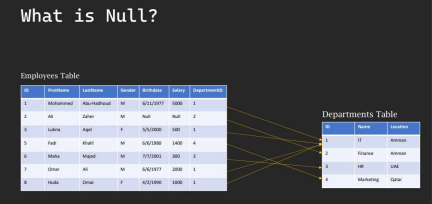 What is Null?
Employees Table
ID FirstName LastName Gender Birthdate Salary DepartmentID
1 Mohammed Abu-Hadhoud M 6/11/1977 5000 1
2 Ali Zaher M Null Null 2
3 Lubna Aqel F 5/5/2000 500 1
5 Fadi Khalil M 6/6/1980 1400 4
6 Maha Majed M 7/7/2001 300 3
7 Omar Ali M 6/6/1977 2000 1
8 Huda Omar F 4/2/1990 1000 1
Departments Table
ID Name Location
1 IT Amman
2 Finance Amman
3 HR UAE
4 Marketing Qatar